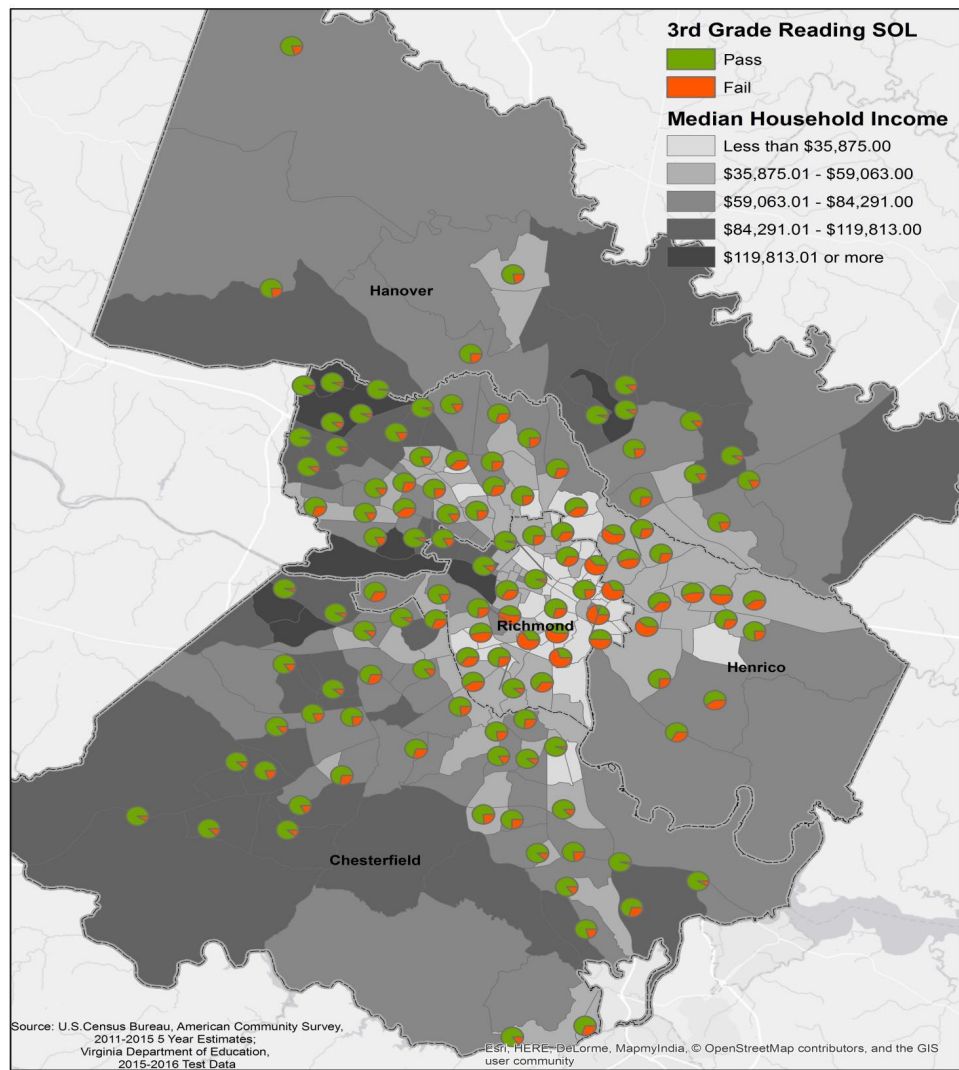 3rd Grade Reading SOL
Pass
Fail
Median Household Income
Less than $35,875.00
$35,875.01 - $59,063.00
$59,063.01 - $84,291.00
$84,291.01 - $119,813.00
$119,813.01 or more
Hanover
Richmond
Henrico
Chesterfield
Source: U.S.Census Bureau, American Community Survey,
2011-2015 5 Year Estimates;
Virginia Department of Education,
2015-2016 Test Data
Esri, HERE, DeLorme, MapmyIndia, © OpenStreetMap contributors, and the GIS
user community